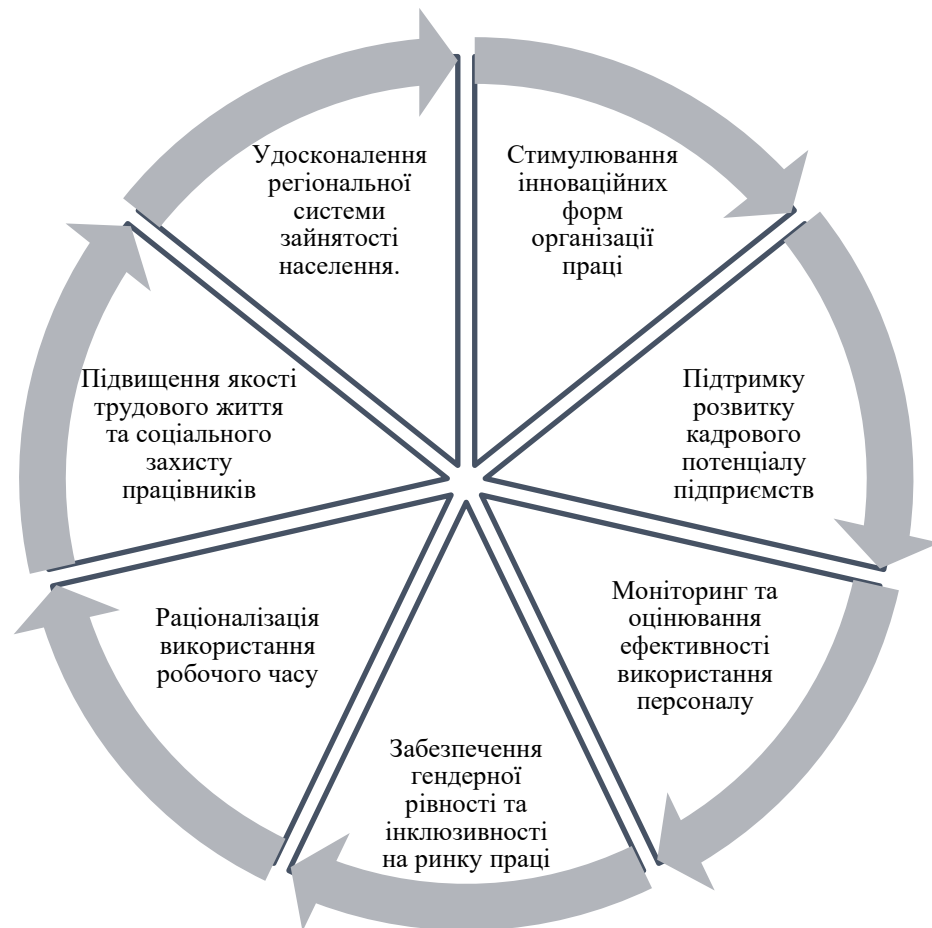 Стимулювання
інноваційних
форм
організації
праці
Підтримку
розвитку
кадрового
потенціалу
підприємств
Моніторинг та
оцінювання
ефективності
використання
персоналу
Забезпечення
гендерної
рівності та
інклюзивності
на ринку праці
Раціоналізація
використання
робочого часу
Підвищення якості
трудового життя
та соціального
захисту
працівників
Удосконалення
регіональної
системи
зайнятості
населення.